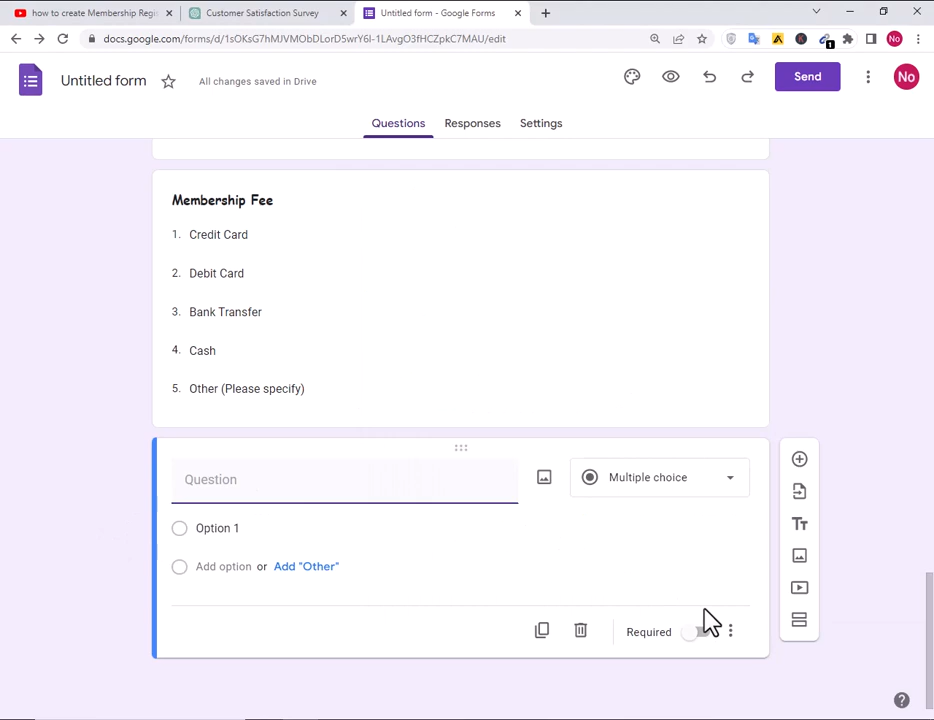 how to create Membership Regi
Customer Satisfaction Survey
Untitled form - Google Forms
docs.google.com/forms/d/1sOKsG7hMJVMObDLorD5wrY6I-1LAvgO3fHCZpkC7MAU/edit
1
Untitled form
All changes saved in Drive
Send
No
Questions
Responses
Settings
Membership Fee
1. Credit Card
2. Debit Card
3. Bank Transfer
4. Cash
5. Other (Please specify)
Question
Multiple choice
Option 1
Add option or Add "Other"
Required